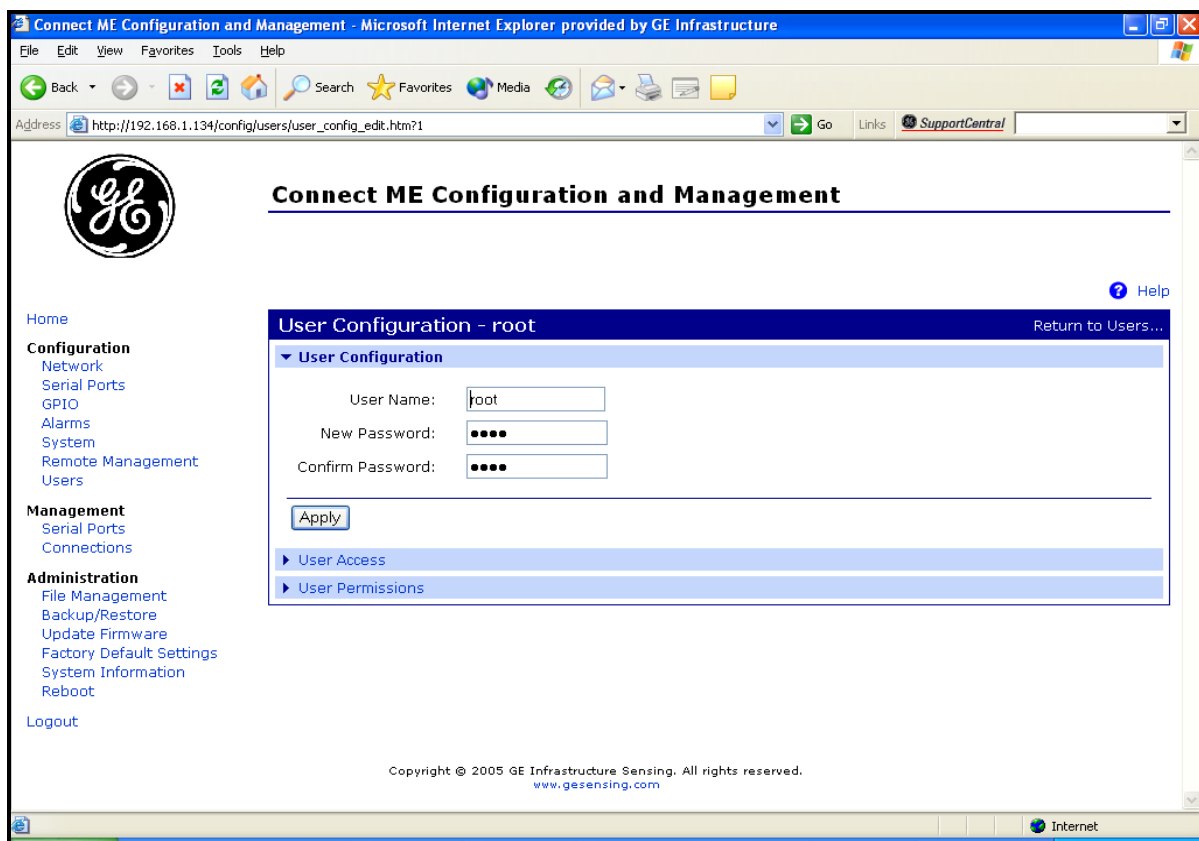 Connect ME Configuration and Management - Microsoft Internet Explorer provided by GE Infrastructure
File Edit View Favorites Tools Help
Back Search Favorites Media
Address http://192.168.1.134/config/users/user_config_edit.htm?1 Go Links SupportCentral
GE
Connect ME Configuration and Management
? Help
Home
Configuration
Network
Serial Ports
GPIO
Alarms
System
Remote Management
Users
Management
Serial Ports
Connections
Administration
File Management
Backup/Restore
Update Firmware
Factory Default Settings
System Information
Reboot
Logout
User Configuration - root Return to Users...
User Configuration
User Name: root
New Password: ●●●●
Confirm Password: ●●●●
Apply
User Access
User Permissions
Copyright © 2005 GE Infrastructure Sensing. All rights reserved.
www.gesensing.com
Internet